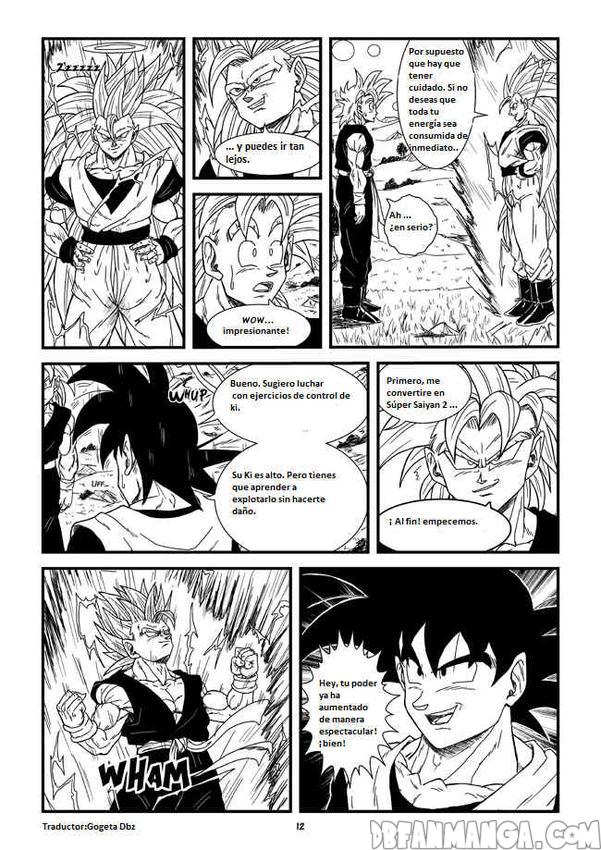 Zzzzzz
... y puedes ir tan
lejos.
WOW...
impresionante!
Por supuesto
que hay que
tener
cuidado. Si no
deseas que
toda tu
energía sea
consumida de
inmediato..
Ah ...
¿en serio?
WHUP
UFF...
Bueno. Sugiero luchar
con ejercicios de control de
ki.
Su Ki es alto. Pero tienes
que aprender a
explotarlo sin hacerte
daño.
Primero, me
convertire en
Súper Saiyan 2 ...
¡ Al fin! empecemos.
WHAM
Hey, tu poder
ya ha
aumentado
de manera
espectacular!
¡bien!
Traductor:Gogeta Dbz
12
DBFANMANGA.COM